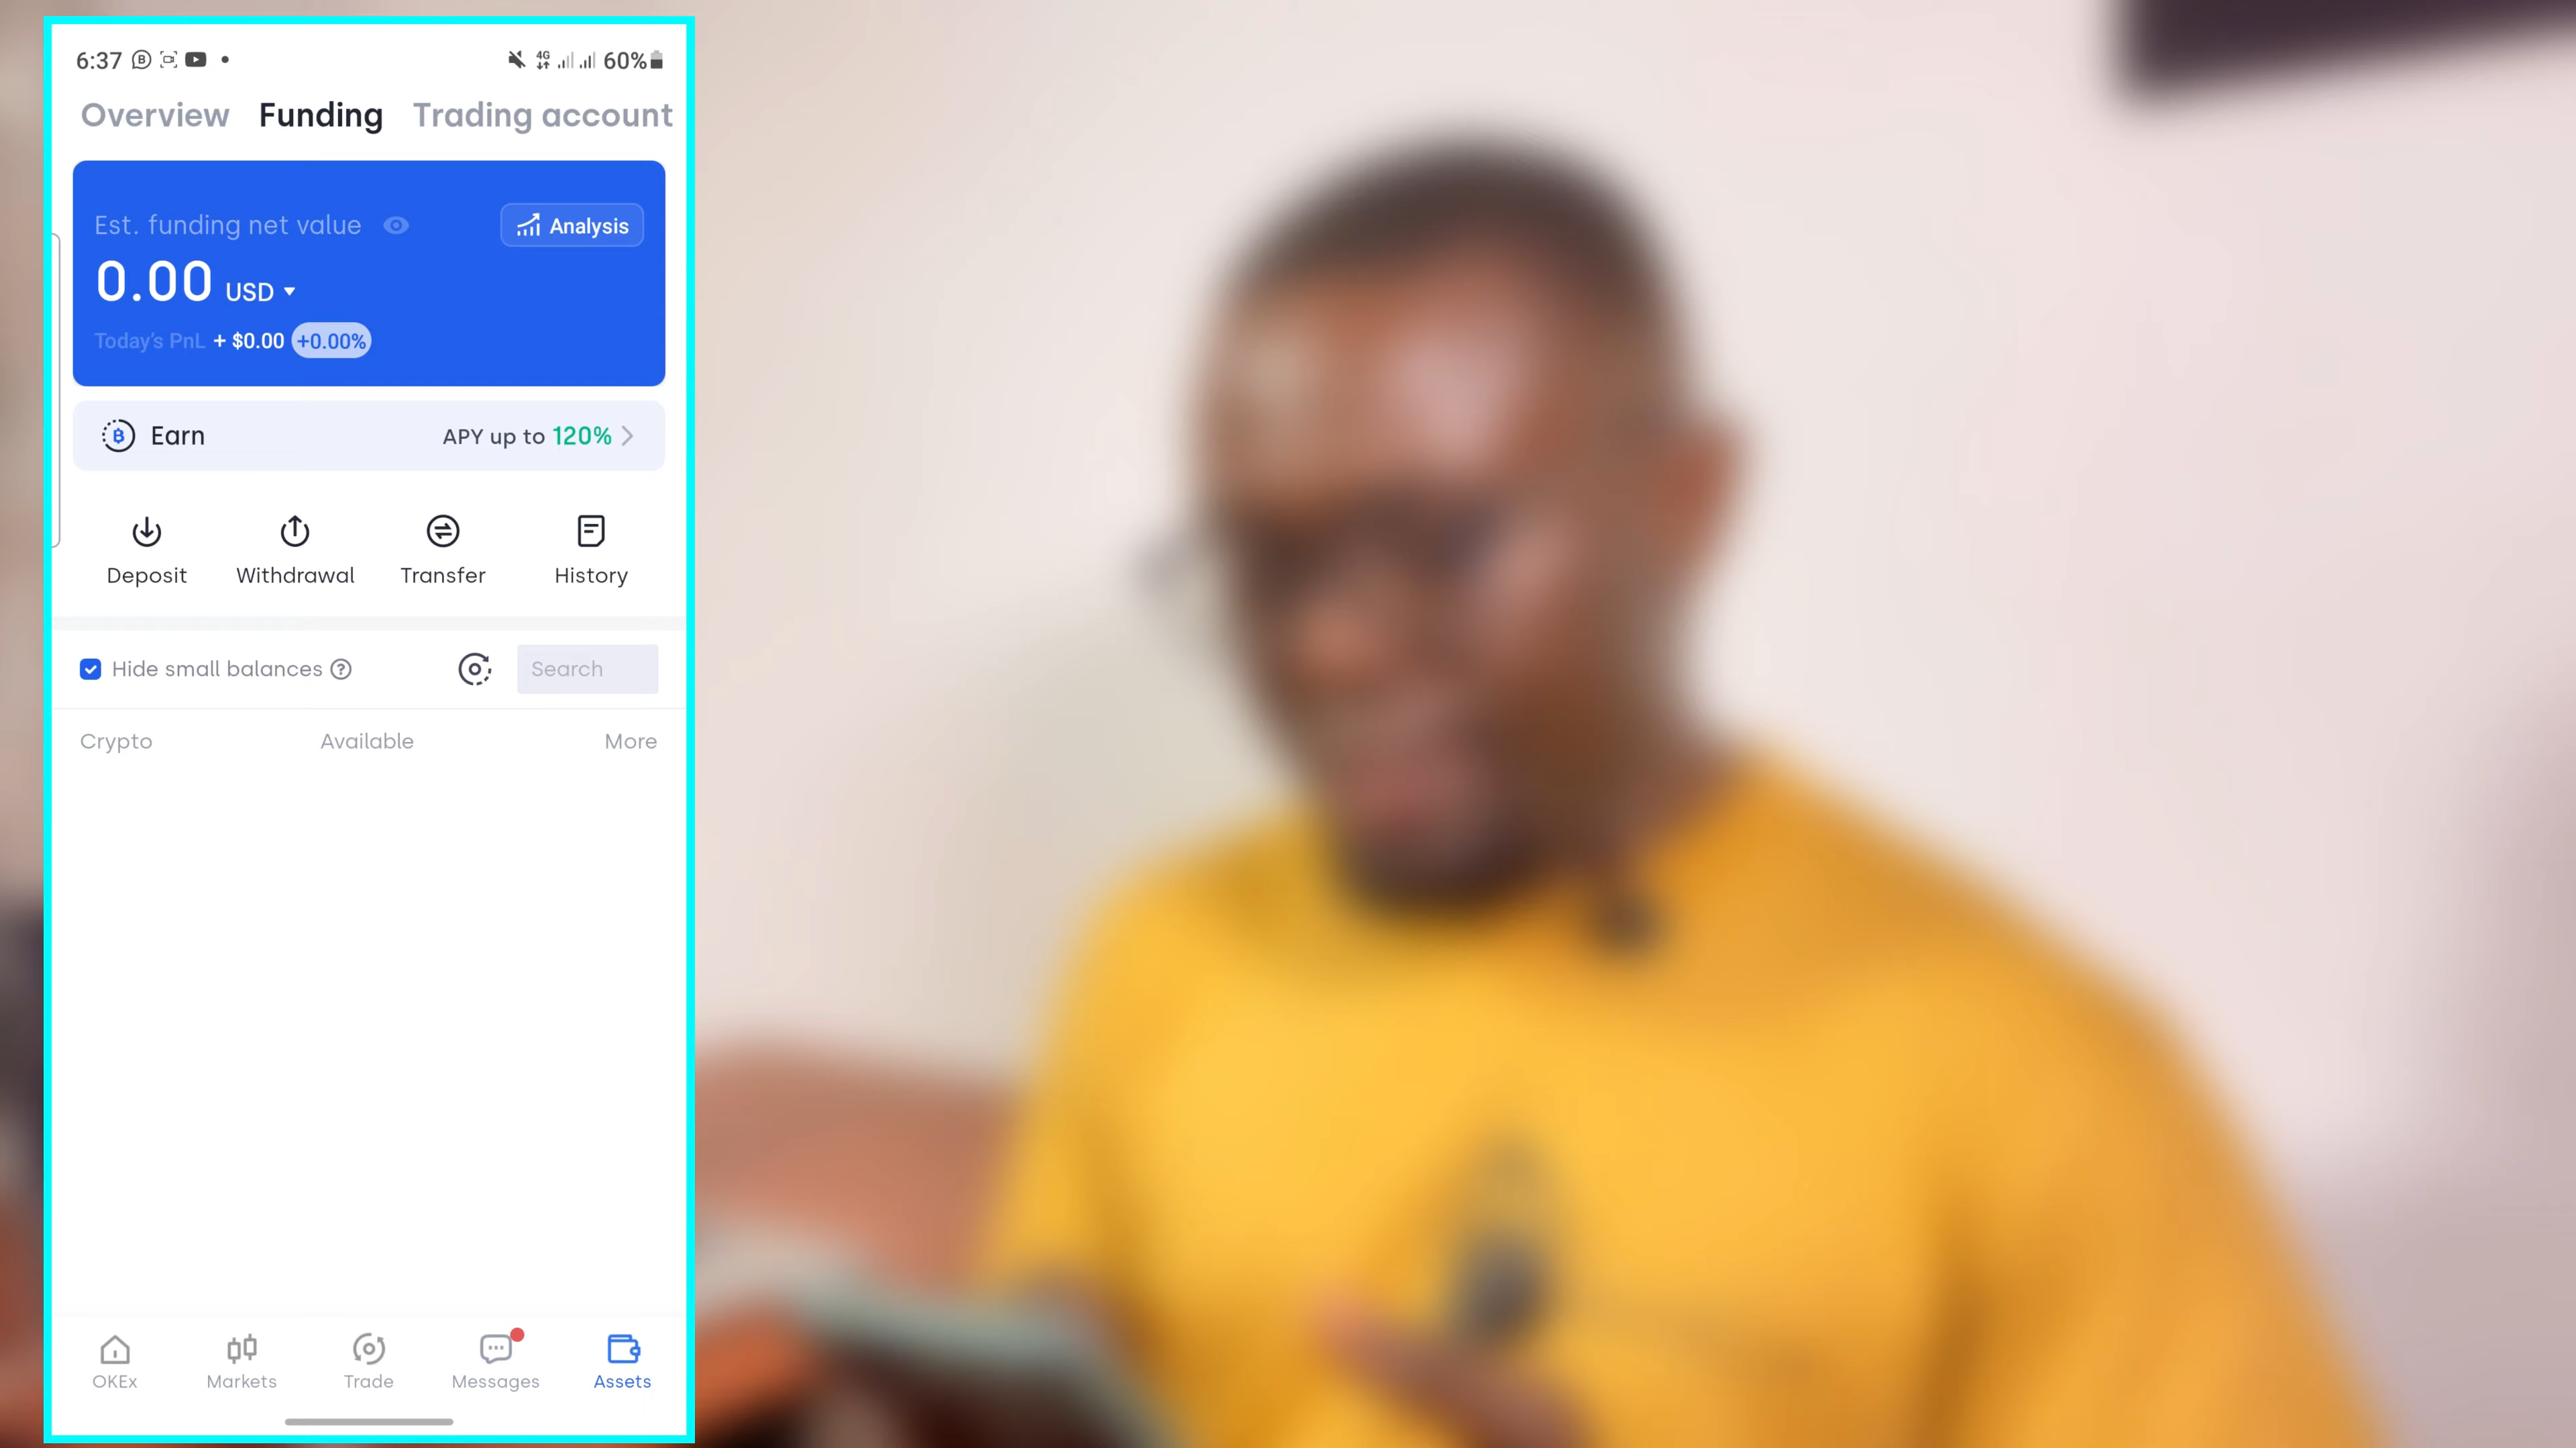 6:37 60%
Overview Funding Trading account
Est. funding net value Analysis
0.00 USD
Today's PnL + $0.00 +0.00%
Earn APY up to 120%
Deposit Withdrawal Transfer History
Hide small balances Search
Crypto Available More
OKEx Markets Trade Messages Assets